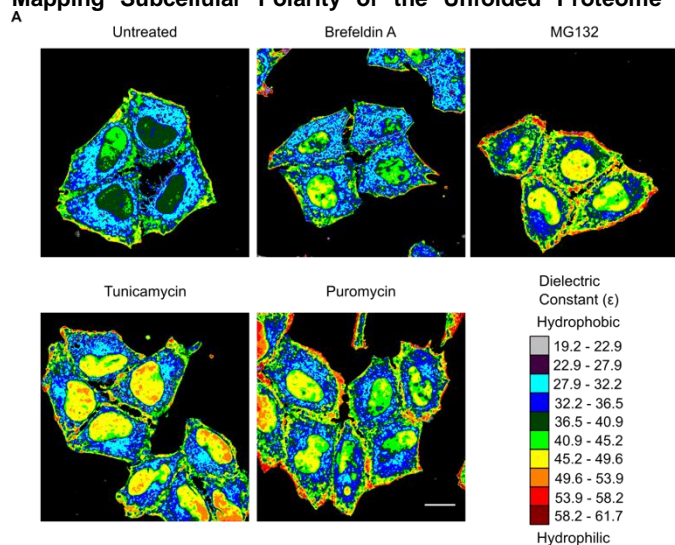 Mapping Subcellular Polarity of the Unfolded Proteome
A
Untreated Brefeldin A MG132
Tunicamycin Puromycin
Dielectric
Constant (ε)
Hydrophobic
19.2 - 22.9
22.9 - 27.9
27.9 - 32.2
32.2 - 36.5
36.5 - 40.9
40.9 - 45.2
45.2 - 49.6
49.6 - 53.9
53.9 - 58.2
58.2 - 61.7
Hydrophilic